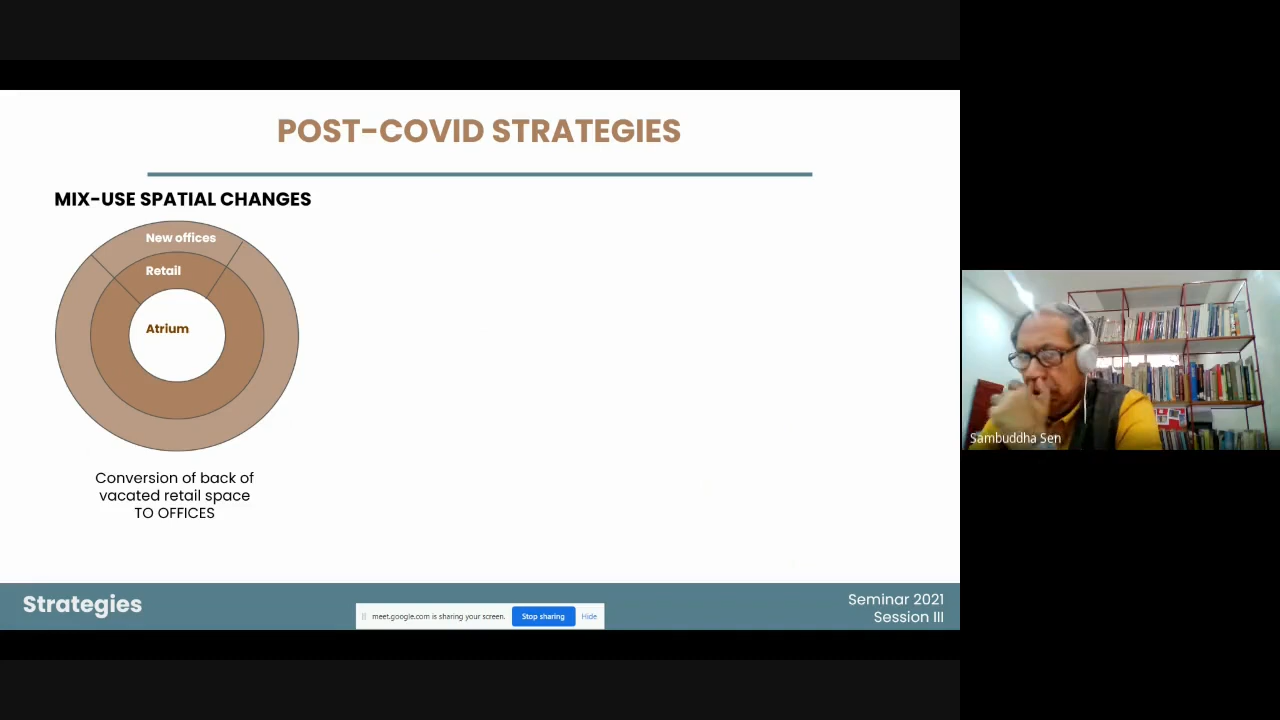 POST-COVID STRATEGIES
MIX-USE SPATIAL CHANGES
New offices
Retail
Atrium
Conversion of back of
vacated retail space
TO OFFICES
Strategies
meet.google.com is sharing your screen.
Stop sharing
Hide
Seminar 2021
Session III
Sambuddha Sen